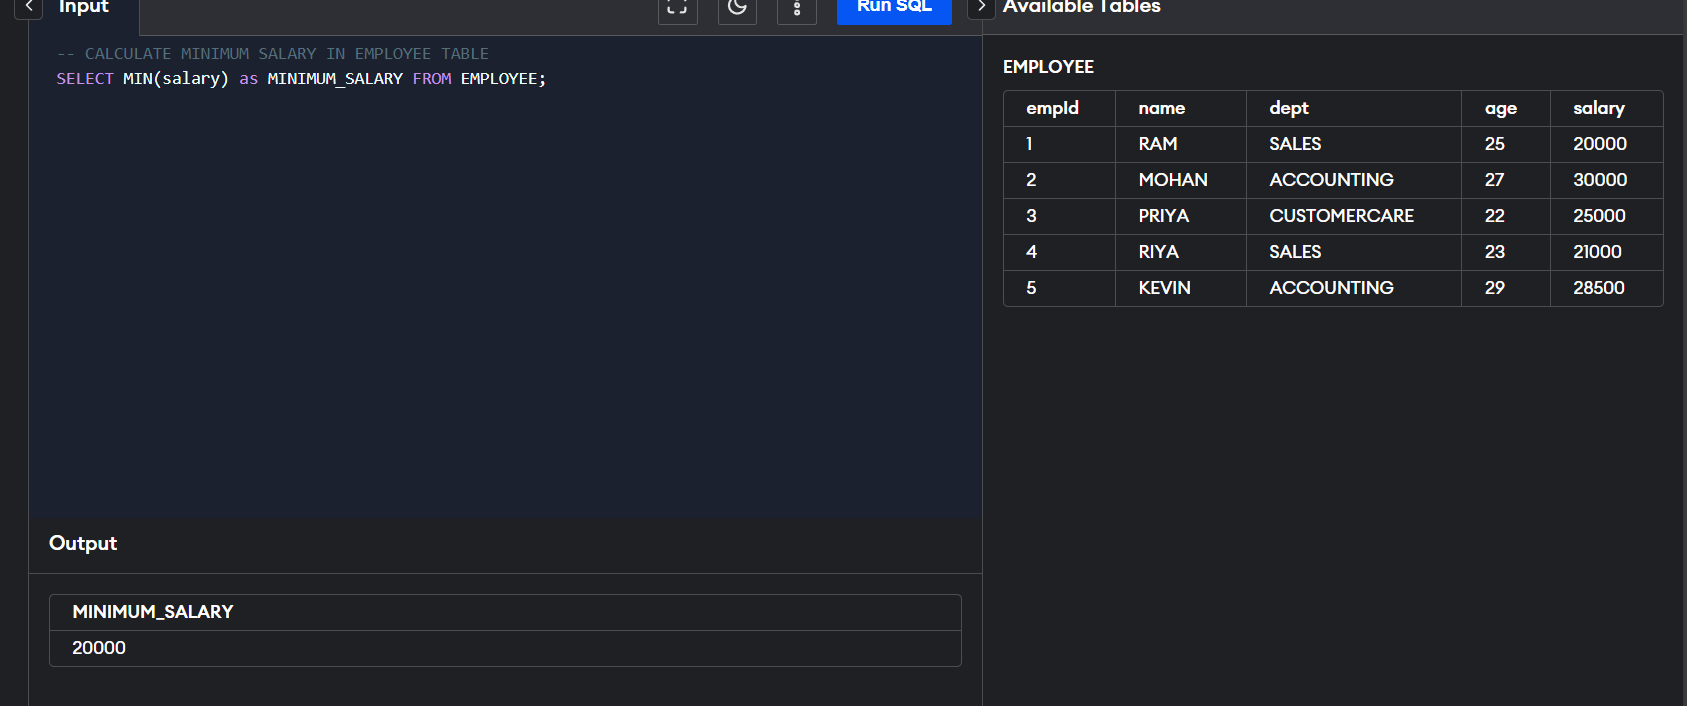 Input
Run SQL
-- CALCULATE MINIMUM SALARY IN EMPLOYEE TABLE
SELECT MIN(salary) as MINIMUM_SALARY FROM EMPLOYEE;
Output
MINIMUM_SALARY
20000
Available Tables
EMPLOYEE
empId name dept age salary
1 RAM SALES 25 20000
2 MOHAN ACCOUNTING 27 30000
3 PRIYA CUSTOMERCARE 22 25000
4 RIYA SALES 23 21000
5 KEVIN ACCOUNTING 29 28500